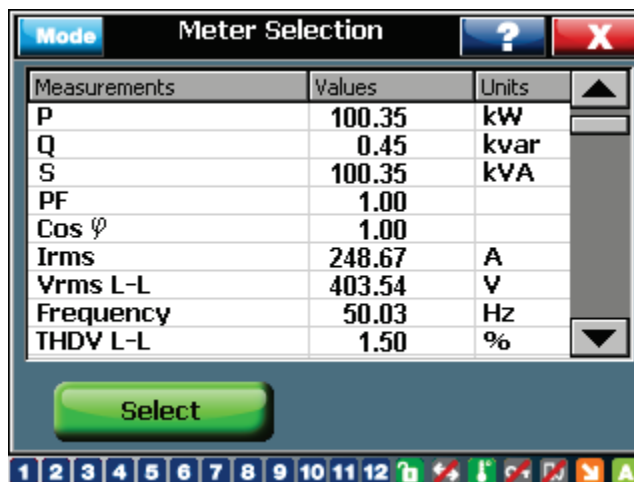 Mode Meter Selection ? X
Measurements Values Units
P 100.35 kW
Q 0.45 kvar
S 100.35 kVA
PF 1.00
Cos φ 1.00
Irms 248.67 A
Vrms L-L 403.54 V
Frequency 50.03 Hz
THDV L-L 1.50 %
Select
1 2 3 4 5 6 7 8 9 10 11 12 A